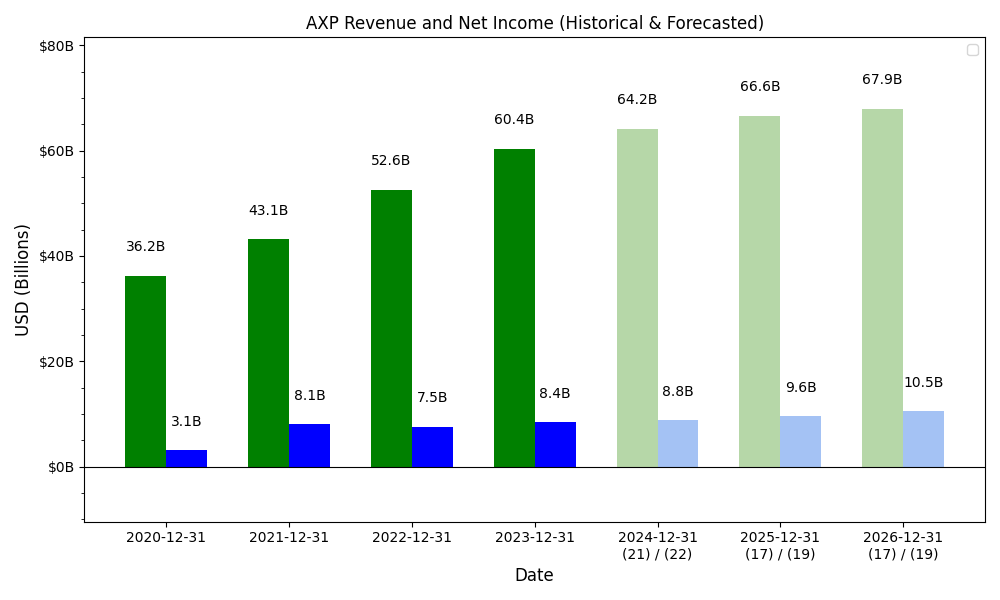 AXP Revenue and Net Income (Historical & Forecasted)
$80B
$60B
$40B
$20B
$0B
USD (Billions)
36.2B
3.1B
43.1B
8.1B
52.6B
7.5B
60.4B
8.4B
64.2B
8.8B
66.6B
9.6B
67.9B
10.5B
2020-12-31
2021-12-31
2022-12-31
2023-12-31
2024-12-31
(21) / (22)
2025-12-31
(17) / (19)
2026-12-31
(17) / (19)
Date